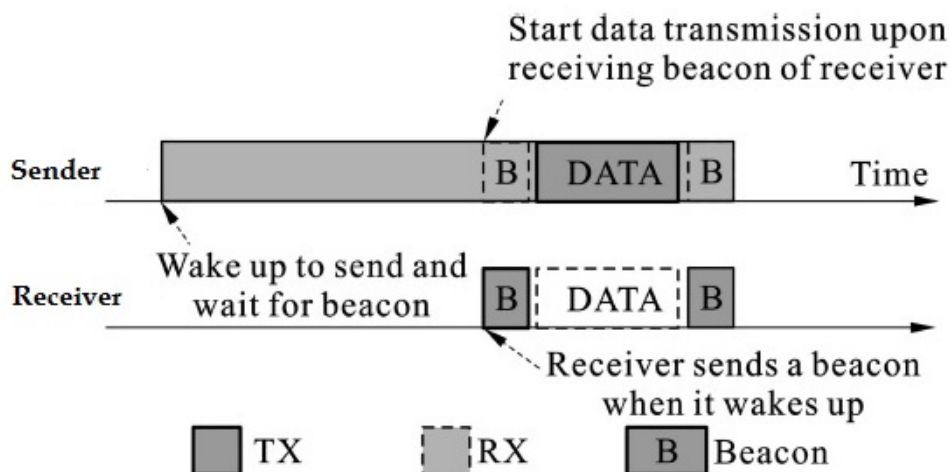 Start data transmission upon
receiving beacon of receiver
Sender
B
DATA
B
Time
Wake up to send and
wait for beacon
Receiver
B
DATA
B
Receiver sends a beacon
when it wakes up
TX
RX
B
Beacon